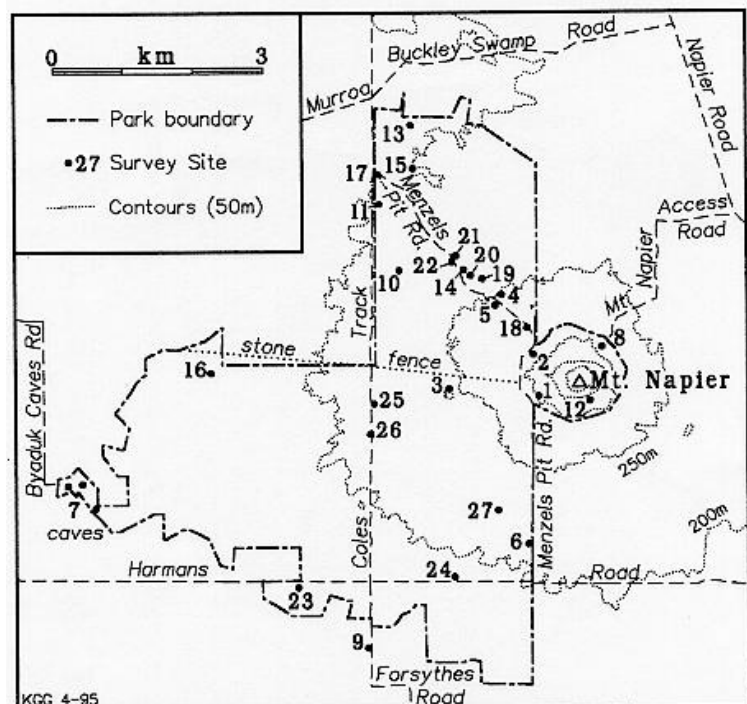 0 km 3
Park boundary
27 Survey Site
Contours (50m)
Murroa
Buckley Swamp
Road
Napier Road
13
15
17
Menzels
Pit Rd.
11
Access
Road
21
22
20
14
19
10
4
5
Mt. Napier
18
8
Track
2
stone
fence
16
3
1
Mt. Napier
12
25
26
Byaduk Caves Rd
250m
Menzels Pit Rd.
7
caves
27
200m
6
Coles
Harmans
24
Road
23
9
Forsythes
Road
KGG 4-95